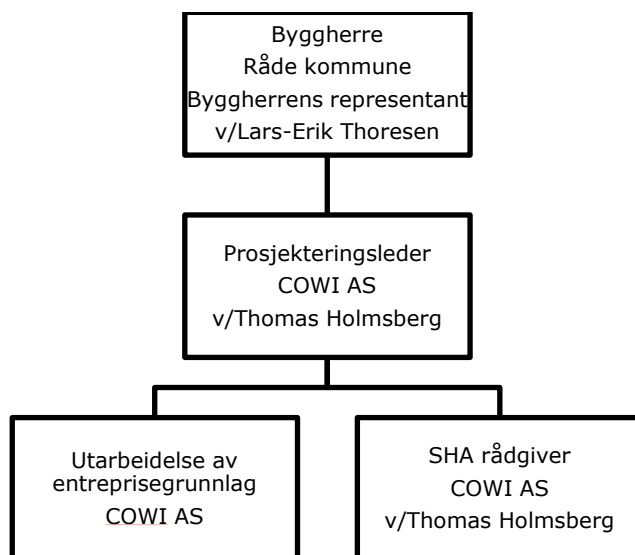 Byggherre
Råde kommune
Byggherrens representant
v/Lars-Erik Thoresen
Prosjekteringsleder
COWI AS
v/Thomas Holmsberg
Utarbeidelse av
entreprisegrunnlag
COWI AS
SHA rådgiver
COWI AS
v/Thomas Holmsberg